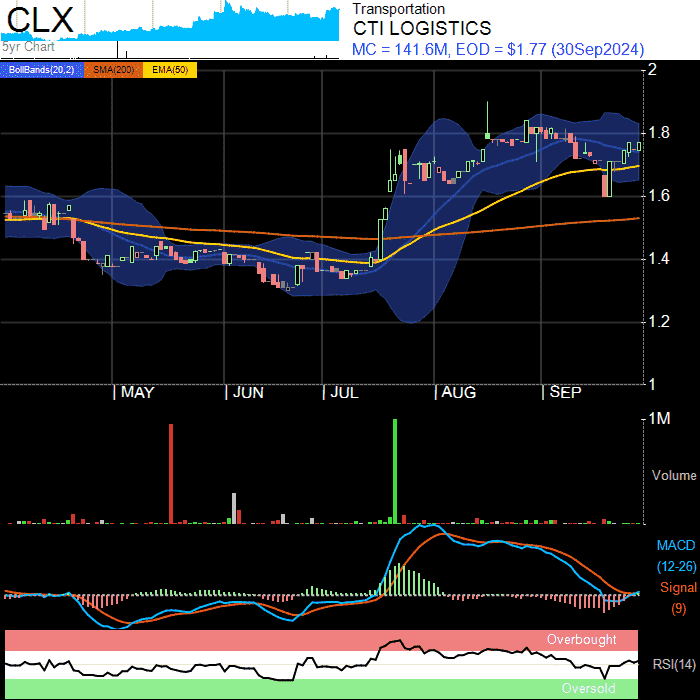 CLX
5yr Chart
Transportation
CTI LOGISTICS
MC = 141.6M, EOD = $1.77 (30Sep2024)
BollBands(20,2) SMA(200) EMA(50)
2
1.8
1.6
1.4
1.2
1
MAY JUN JUL AUG SEP
1M
Volume
MACD
(12-26)
Signal
(9)
Overbought
RSI(14)
Oversold